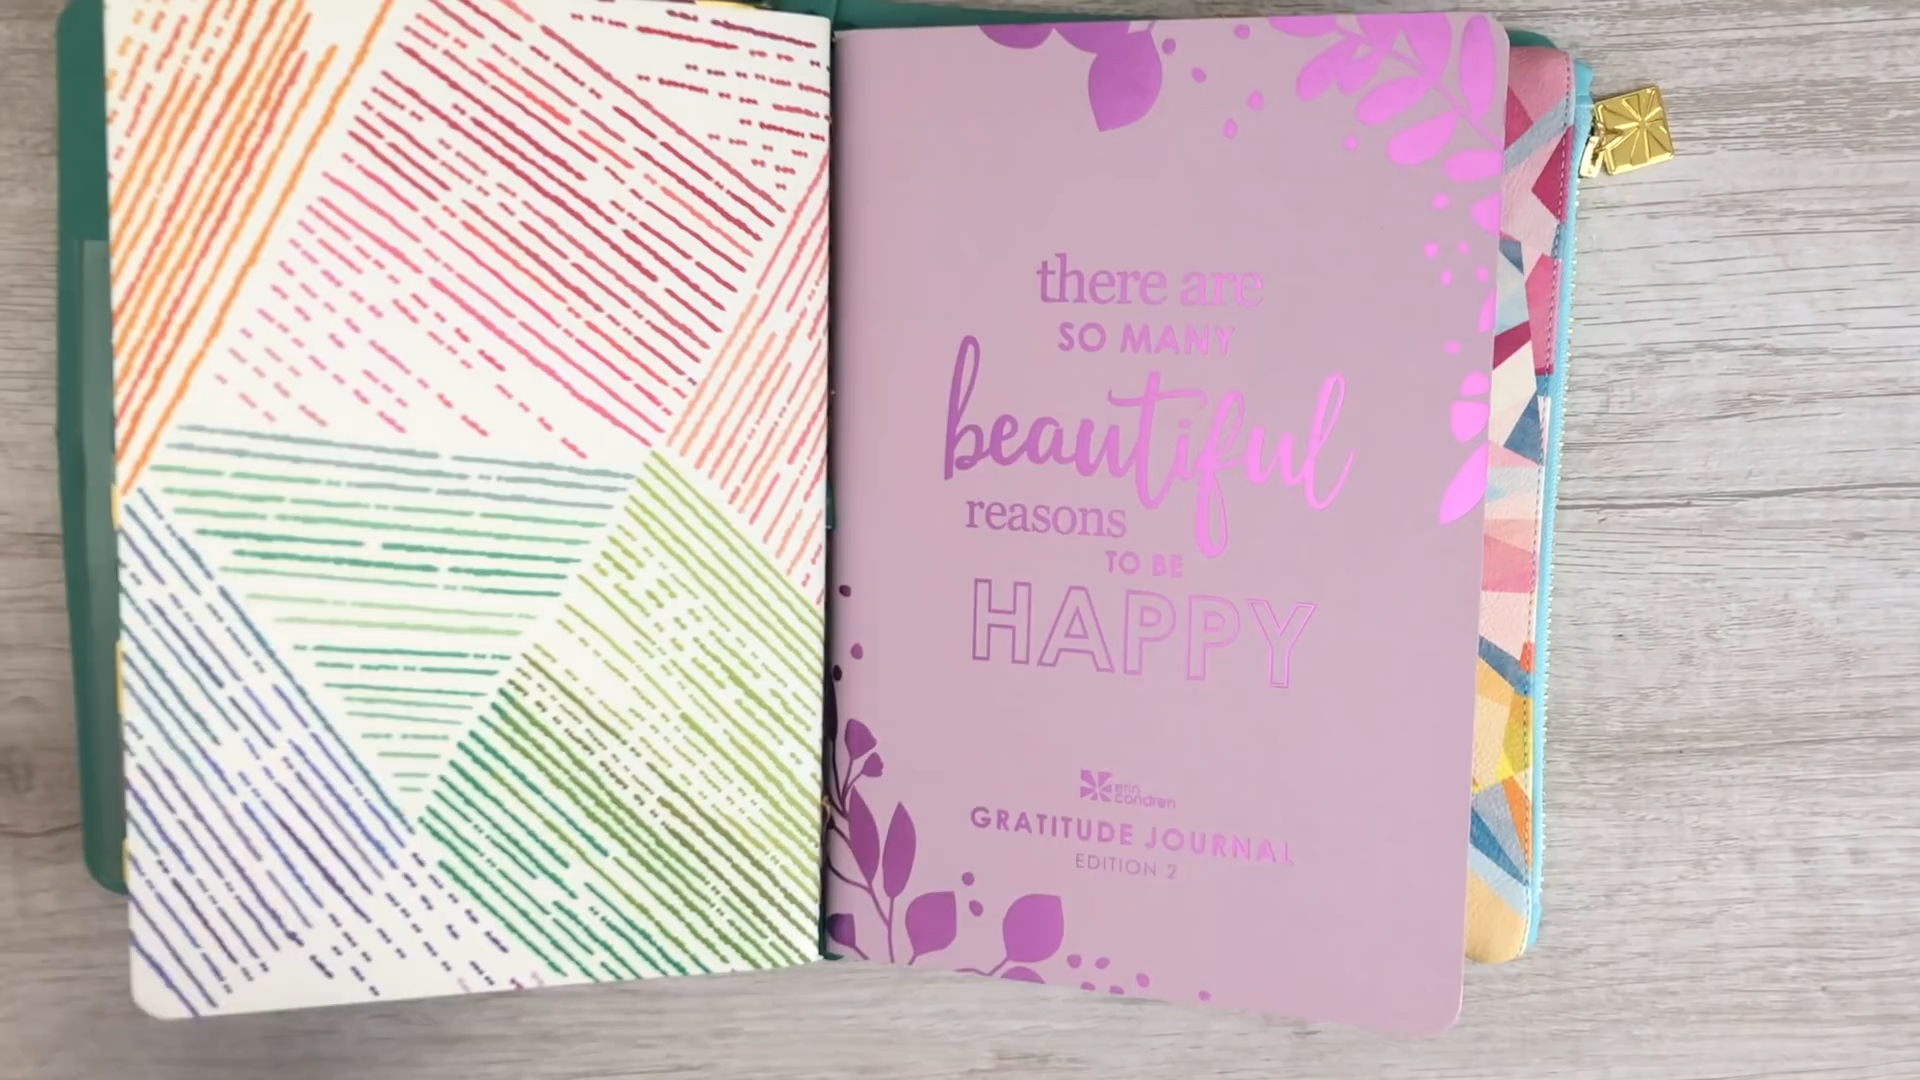 there are
SO MANY
beautiful
reasons
TO BE
HAPPY
erin
condren
GRATITUDE JOURNAL
EDITION 2